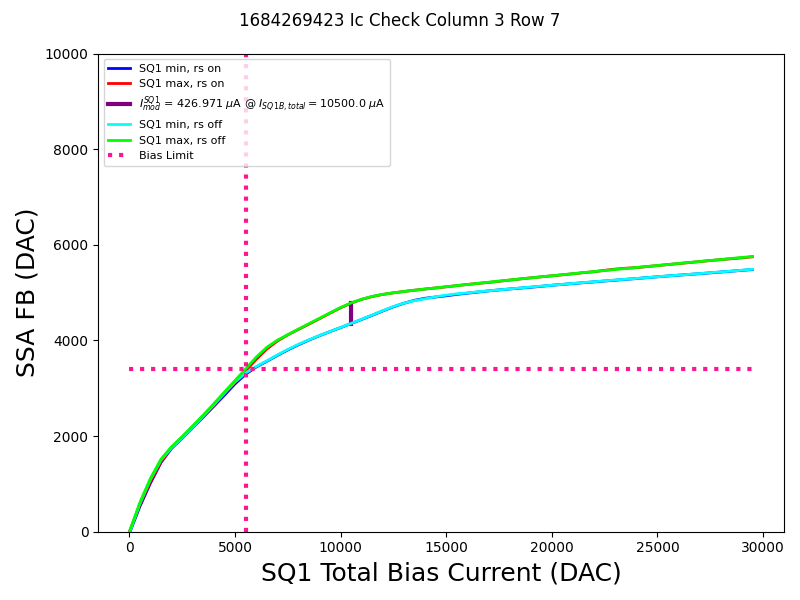 1684269423 Ic Check Column 3 Row 7
SQ1 min, rs on
SQ1 max, rs on
I_{mod}^{SQ1} = 426.971 μA @ I_{SQ1B, total} = 10500.0 μA
SQ1 min, rs off
SQ1 max, rs off
Bias Limit
10000
8000
6000
4000
2000
0
SSA FB (DAC)
0 5000 10000 15000 20000 25000 30000
SQ1 Total Bias Current (DAC)